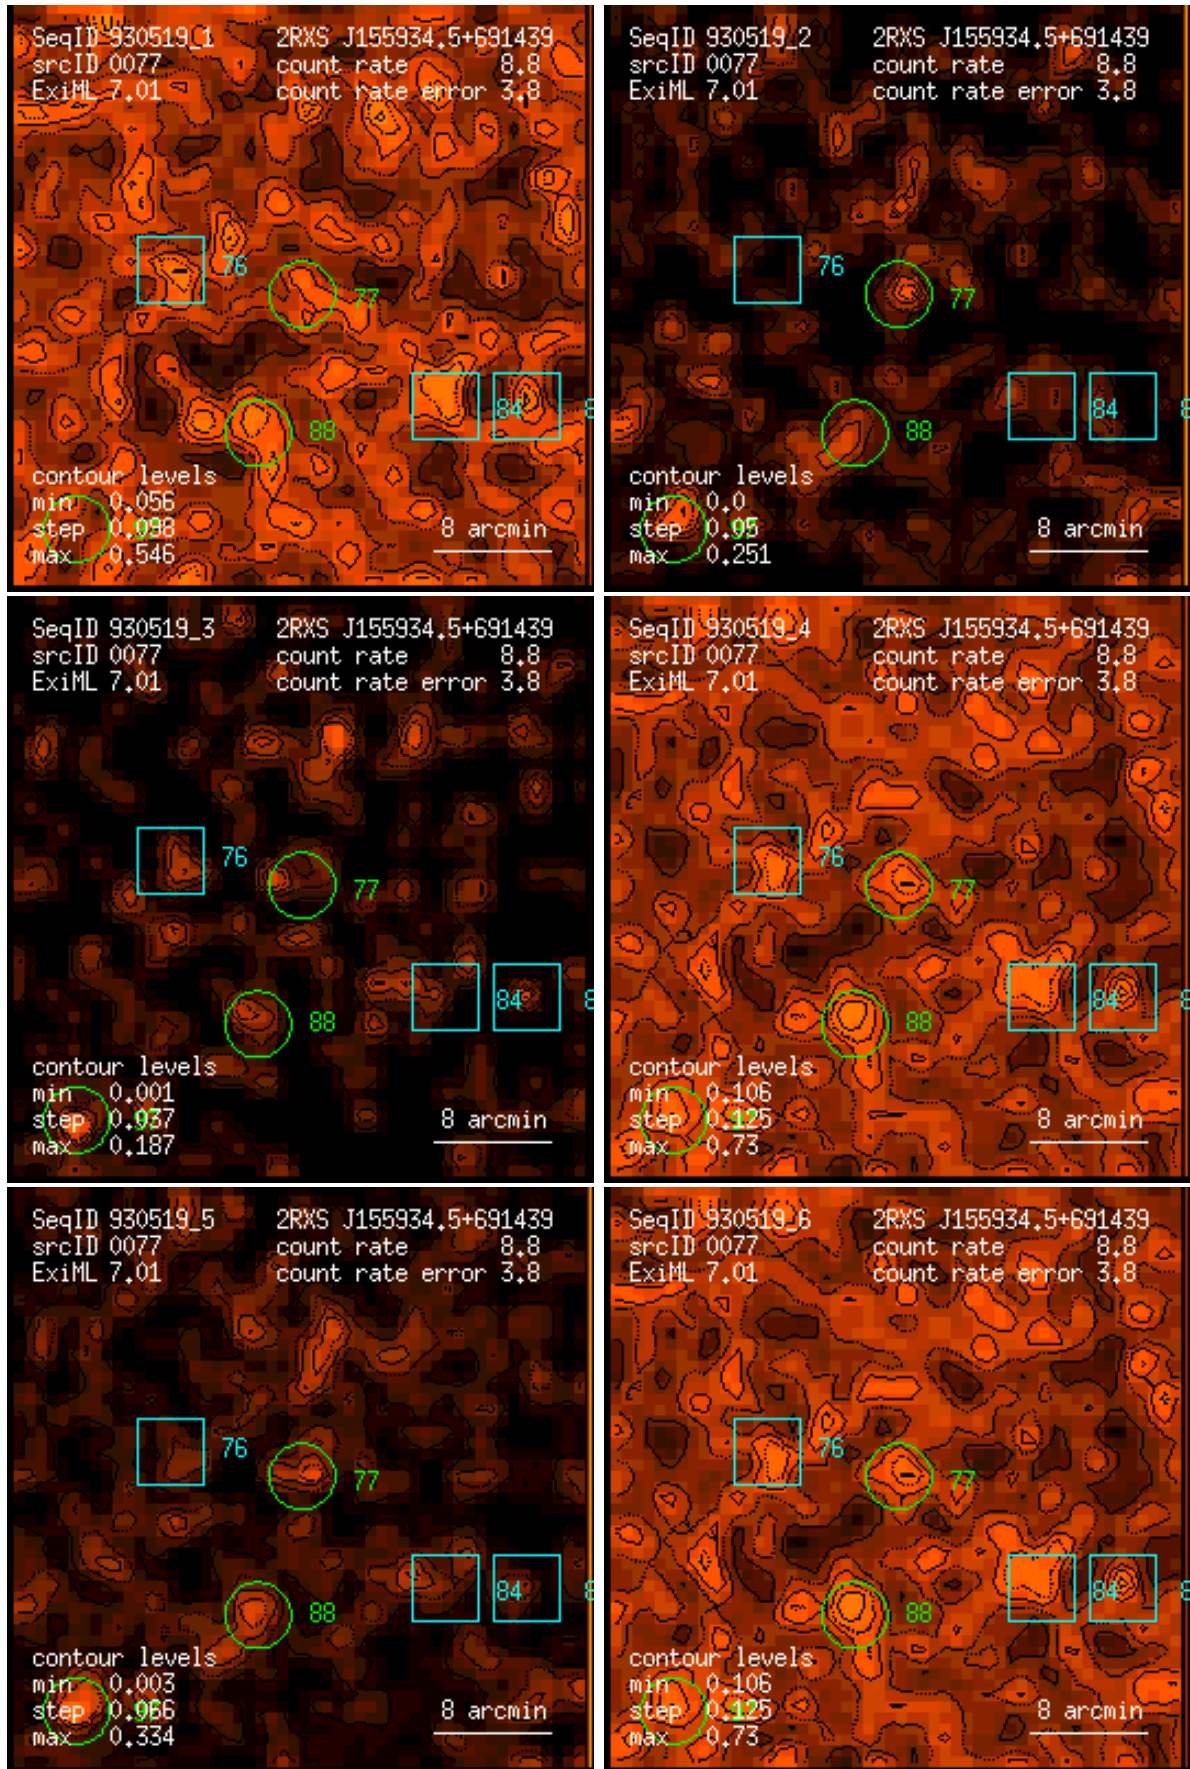 SeqID 930519_1 2RXS J155934.5+691439
srcID 0077 count rate 8.8
ExiML 7.01 count rate error 3.8
76
77
84
8
88
contour levels
min 0.056
step 0.098
max 0.546
8 arcmin
SeqID 930519_2 2RXS J155934.5+691439
srcID 0077 count rate 8.8
ExiML 7.01 count rate error 3.8
76
77
84
8
88
contour levels
min 0.0
step 0.05
max 0.251
8 arcmin
SeqID 930519_3 2RXS J155934.5+691439
srcID 0077 count rate 8.8
ExiML 7.01 count rate error 3.8
76
77
84
8
88
contour levels
min 0.001
step 0.037
max 0.187
8 arcmin
SeqID 930519_4 2RXS J155934.5+691439
srcID 0077 count rate 8.8
ExiML 7.01 count rate error 3.8
76
77
84
8
88
contour levels
min 0.106
step 0.125
max 0.73
8 arcmin
SeqID 930519_5 2RXS J155934.5+691439
srcID 0077 count rate 8.8
ExiML 7.01 count rate error 3.8
76
77
84
8
88
contour levels
min 0.003
step 0.066
max 0.334
8 arcmin
SeqID 930519_6 2RXS J155934.5+691439
srcID 0077 count rate 8.8
ExiML 7.01 count rate error 3.8
76
77
84
8
88
contour levels
min 0.106
step 0.125
max 0.73
8 arcmin